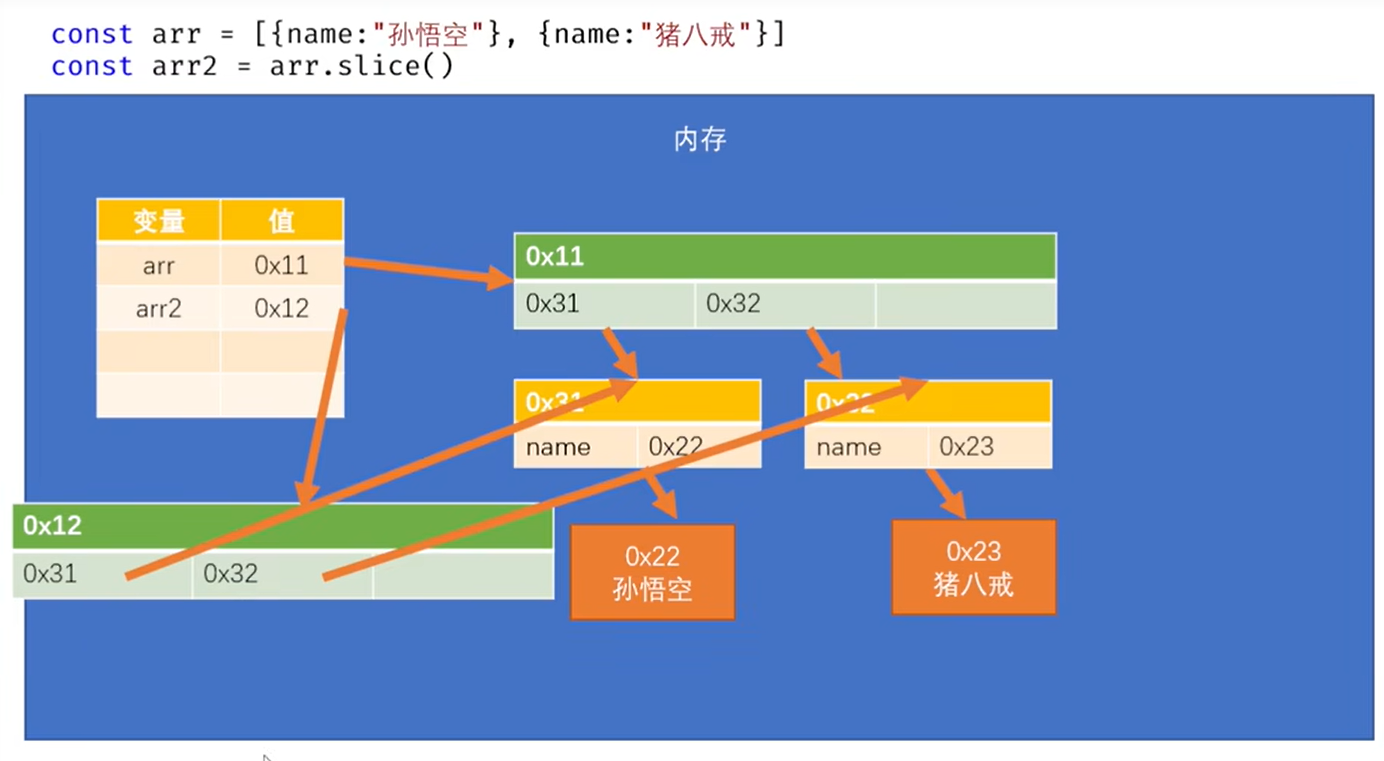 const arr = [{name:"孙悟空"}, {name:"猪八戒"}]
const arr2 = arr.slice()
内存
变量 值
arr 0x11
arr2 0x12
0x11
0x31 0x32
0x31 0x32
name 0x22 name 0x23
0x12
0x31 0x32
0x22
孙悟空
0x23
猪八戒